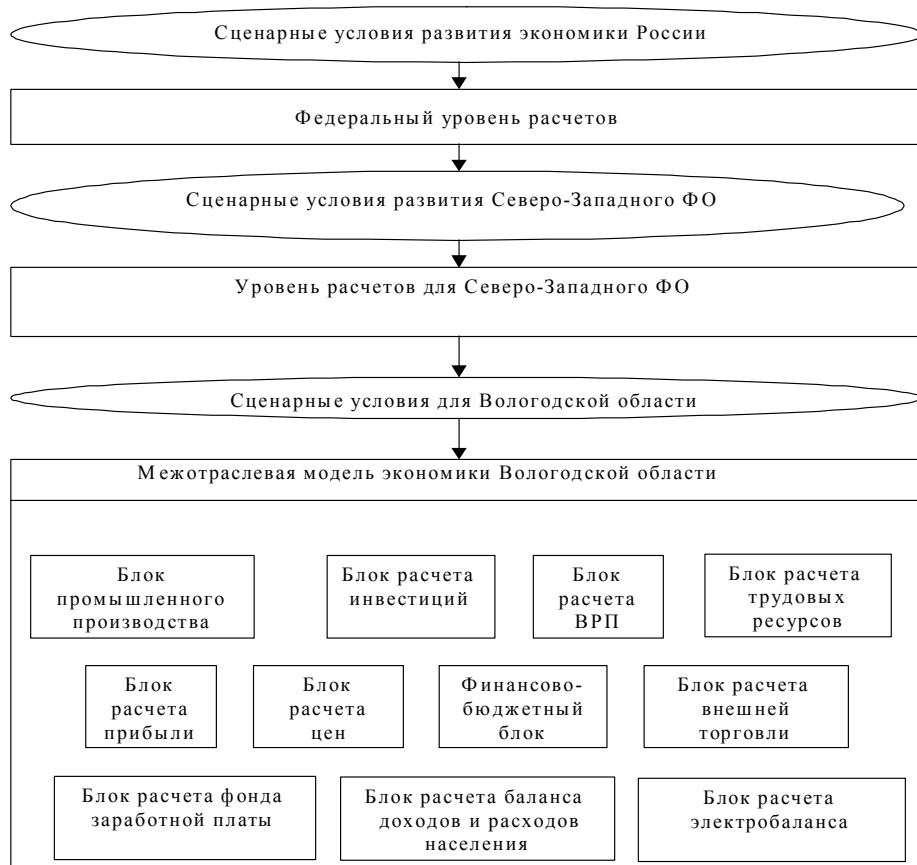 Сценарные условия развития экономики России
Федеральный уровень расчетов
Сценарные условия развития Северо-Западного ФО
Уровень расчетов для Северо-Западного ФО
Сценарные условия для Вологодской области
Межотраслевая модель экономики Вологодской области
Блок
промышленного
производства
Блок расчета
инвестиций
Блок
расчета
ВРП
Блок расчета
трудовых
ресурсов
Блок
расчета
прибыли
Блок
расчета
цен
Финансово-
бюджетный
блок
Блок расчета
внешней
торговли
Блок расчета фонда
заработной платы
Блок расчета баланса
доходов и расходов
населения
Блок расчета
электробаланса